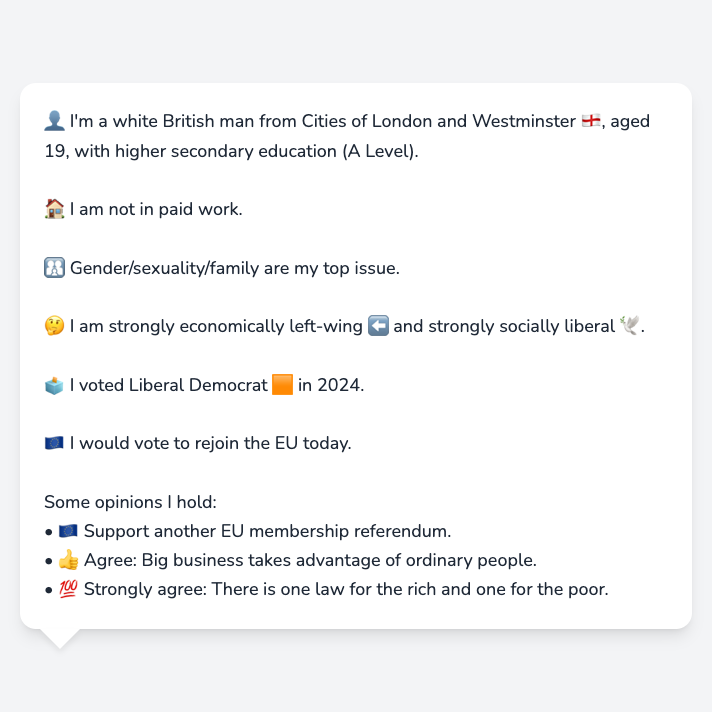 👤 I'm a white British man from Cities of London and Westminster 🏴󠁧󠁢󠁥󠁮󠁧󠁿, aged
19, with higher secondary education (A Level).
🏠 I am not in paid work.
🚻 Gender/sexuality/family are my top issue.
🤔 I am strongly economically left-wing ⬅️ and strongly socially liberal 🕊️.
🗳️ I voted Liberal Democrat 🟧 in 2024.
🇪🇺 I would vote to rejoin the EU today.
Some opinions I hold:
• 🇪🇺 Support another EU membership referendum.
• 👍 Agree: Big business takes advantage of ordinary people.
• 💯 Strongly agree: There is one law for the rich and one for the poor.